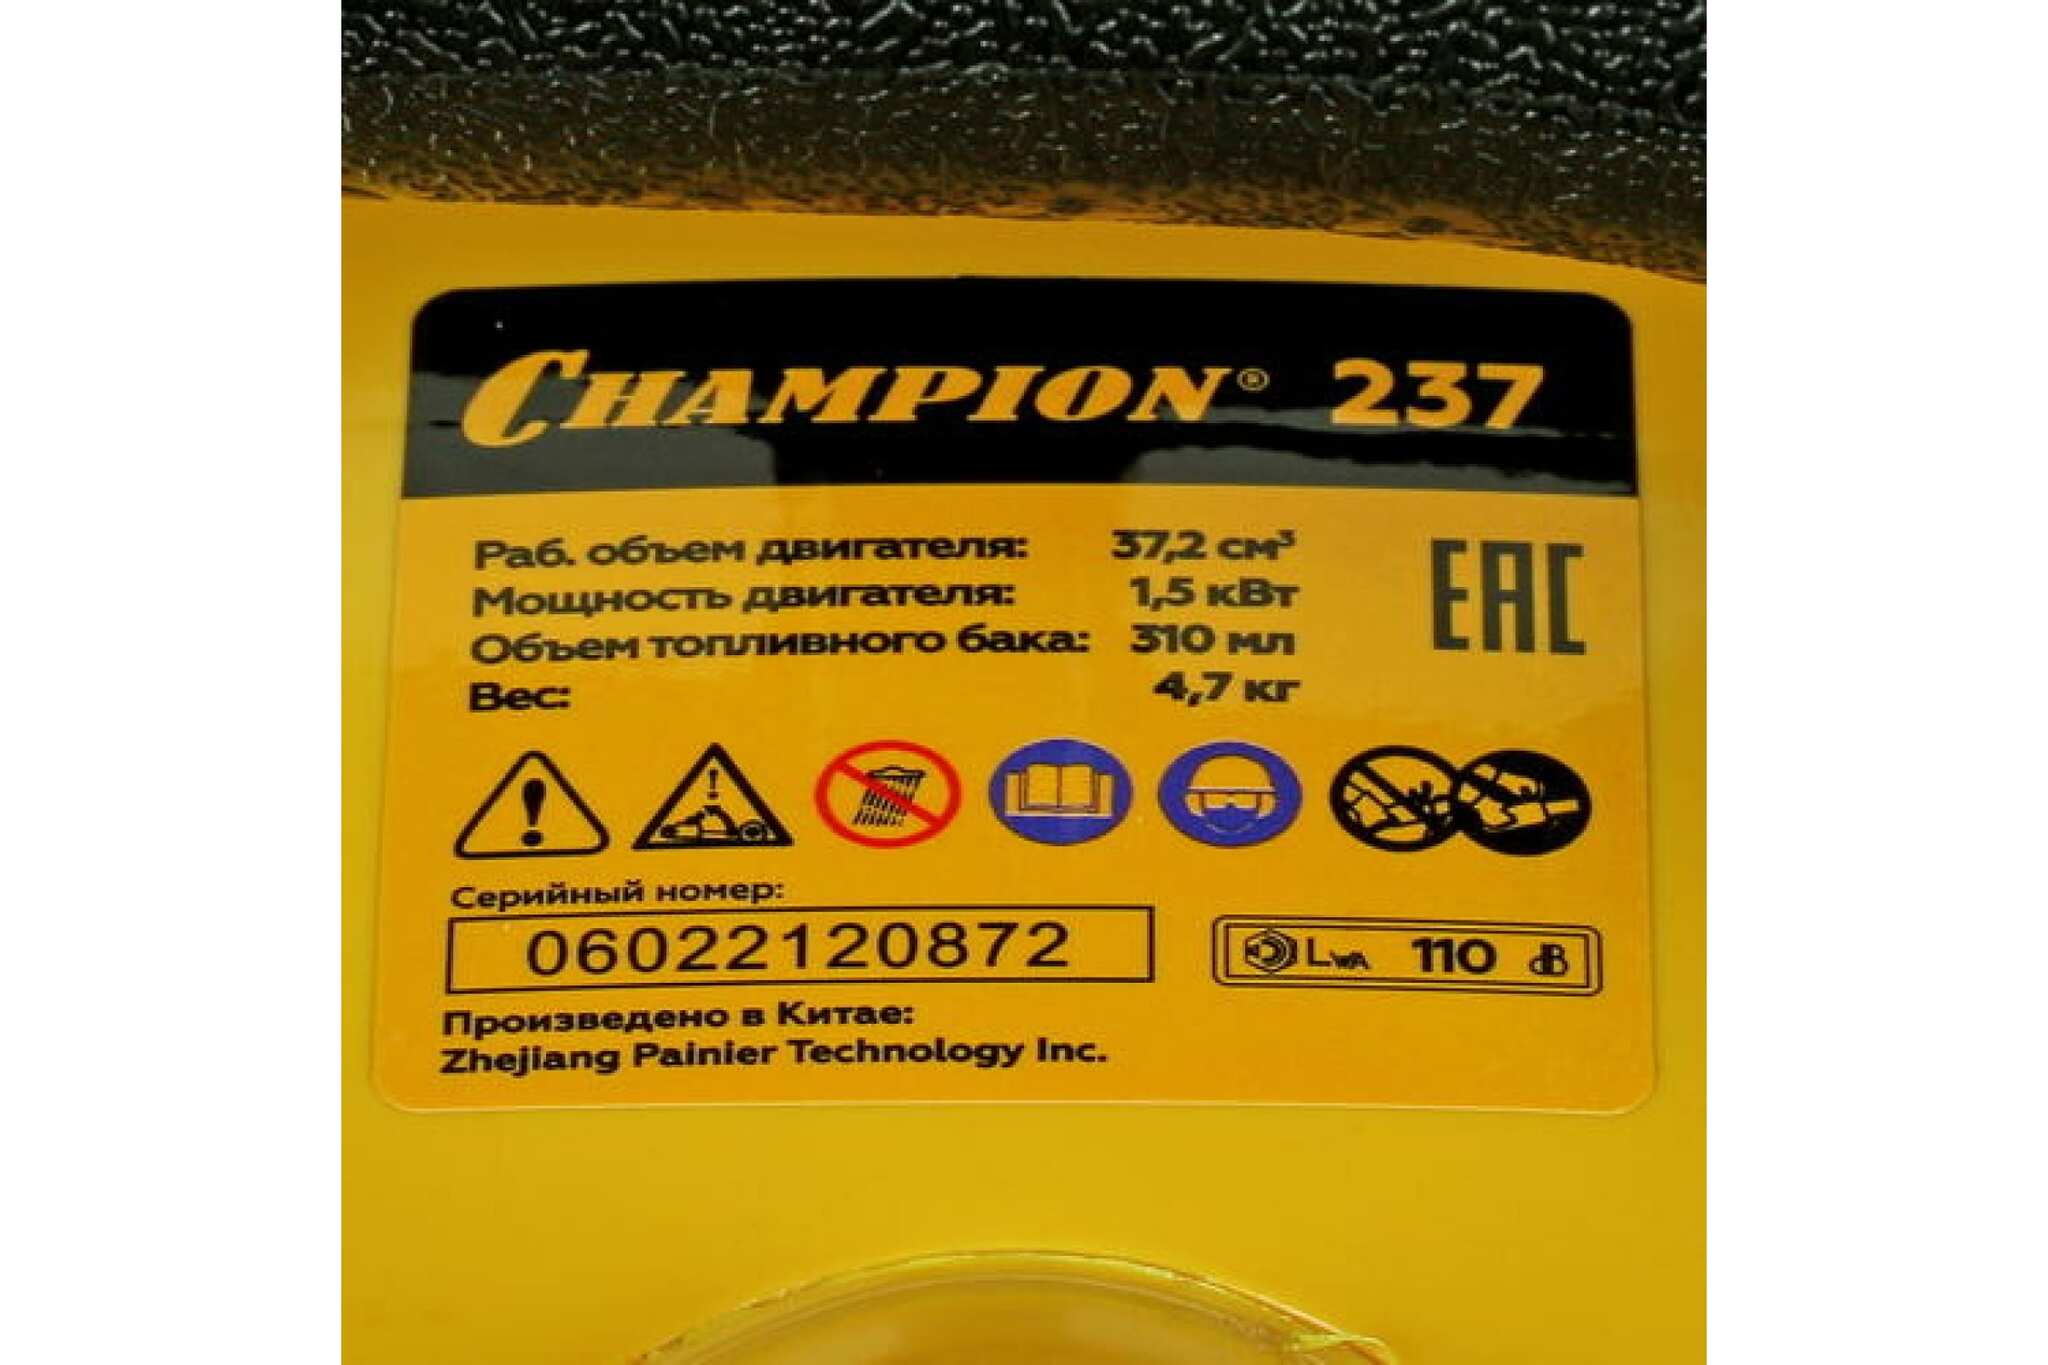 CHAMPION® 237
Раб. объем двигателя: 37,2 см³
Мощность двигателя: 1,5 кВт
Объем топливного бака: 310 мл
Вес: 4,7 кг
EAC
Серийный номер:
06022120872
LWA 110 dB
Произведено в Китае:
Zhejiang Painier Technology Inc.